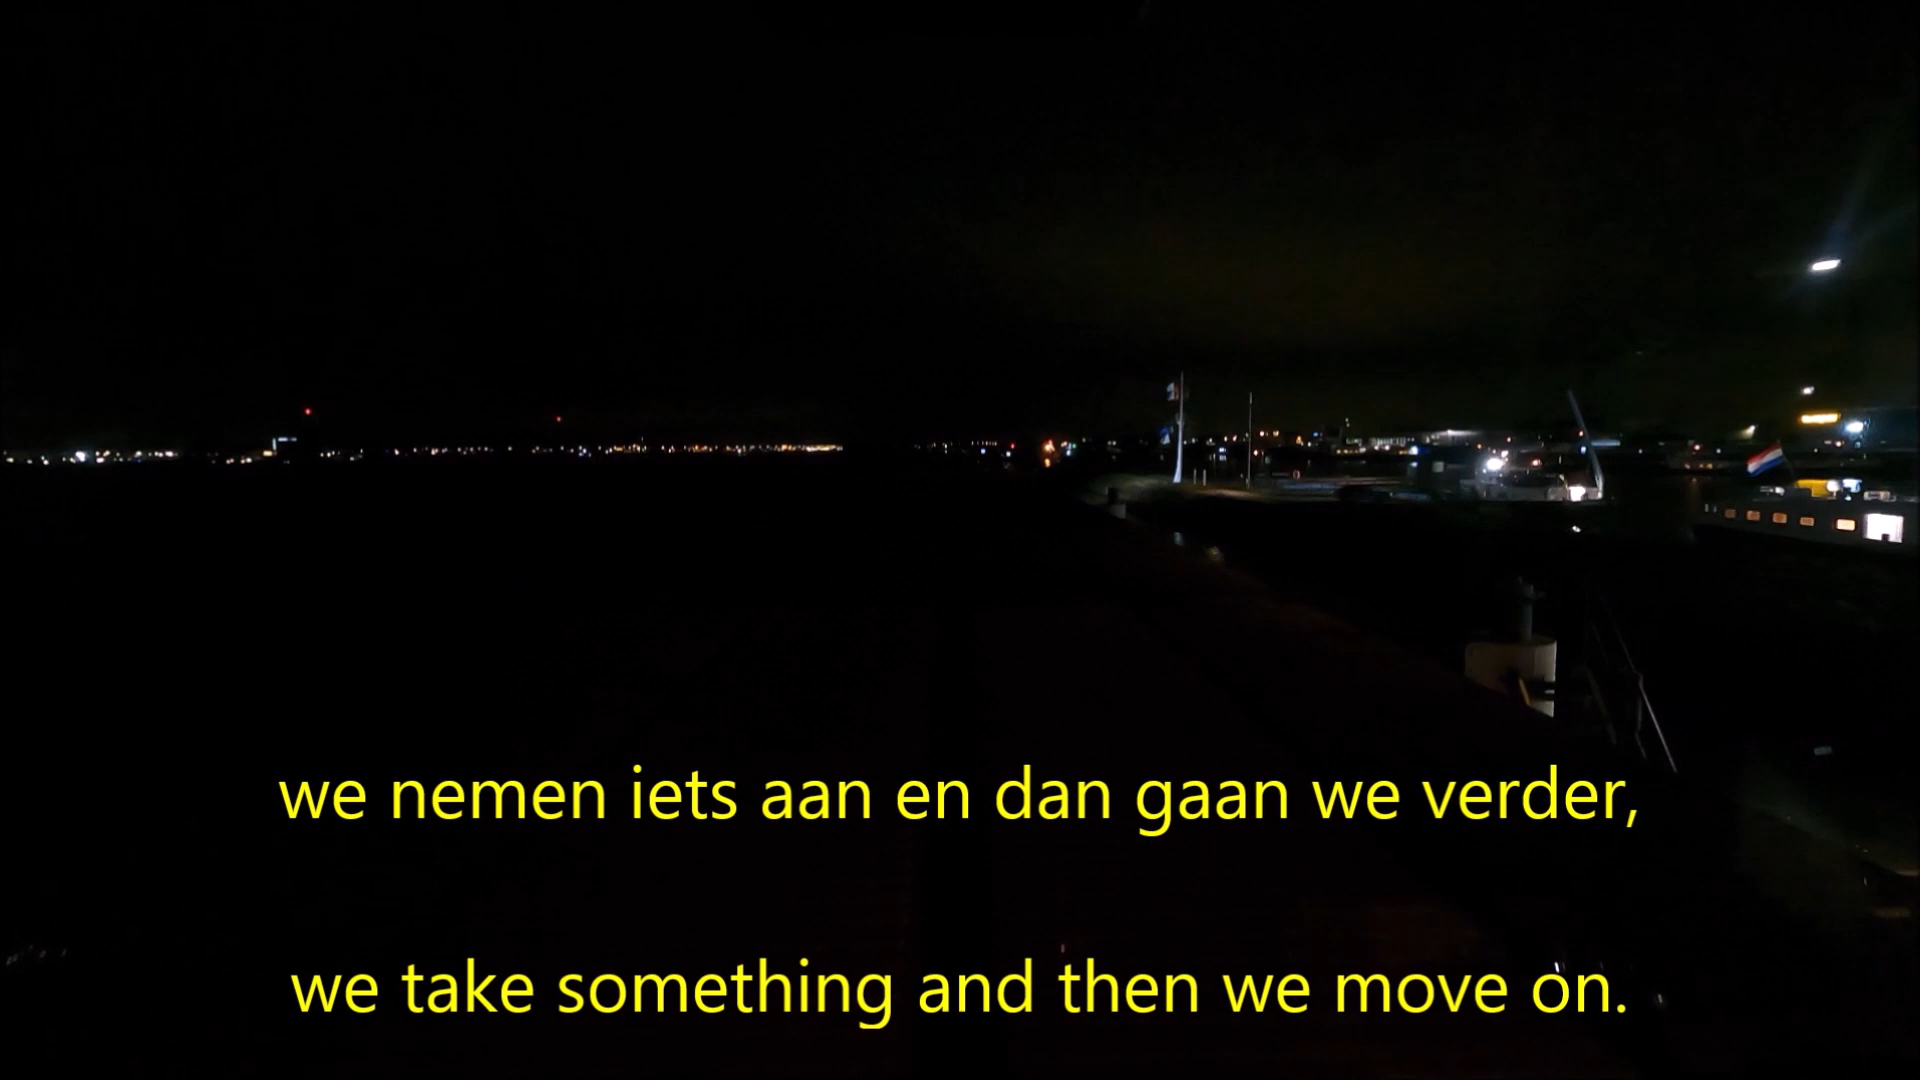 we nemen iets aan en dan gaan we verder,
we take something and then we move on.